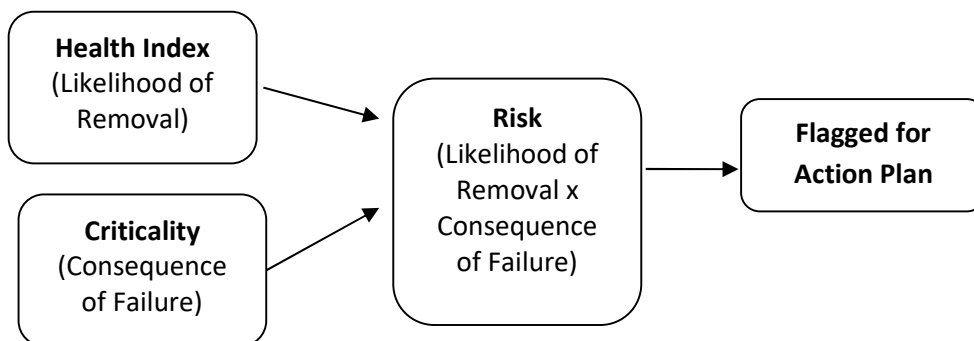 Health Index
(Likelihood of
Removal)
Criticality
(Consequence
of Failure)
Risk
(Likelihood of
Removal x
Consequence
of Failure)
Flagged for
Action Plan